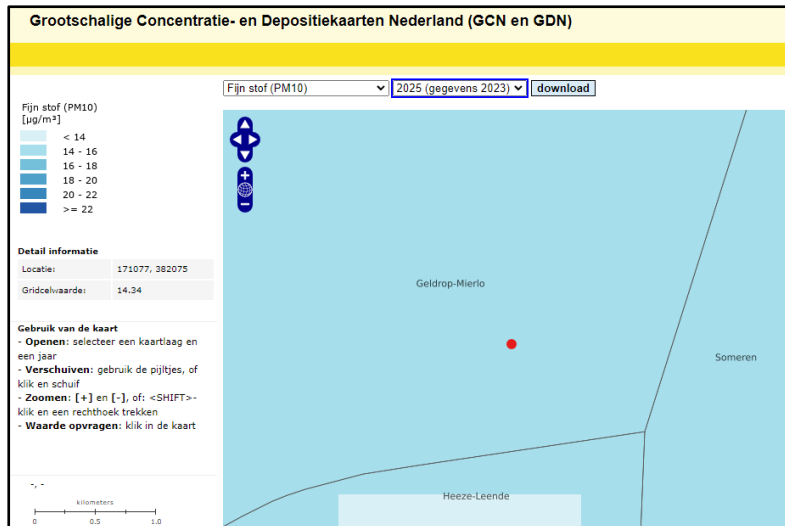 Grootschalige Concentratie- en Depositiekaarten Nederland (GCN en GDN)
Fijn stof (PM10) 2025 (gegevens 2023) download
Fijn stof (PM10)
[µg/m³]
< 14
14 - 16
16 - 18
18 - 20
20 - 22
>= 22
Detail informatie
Locatie: 171077, 382075
Gridcelwaarde: 14.34
Gebruik van de kaart
- Openen: selecteer een kaartlaag en
een jaar
- Verschuiven: gebruik de pijltjes, of
klik en schuif
- Zoomen: [+] en [-], of: <SHIFT>-
klik en een rechthoek trekken
- Waarde opvragen: klik in de kaart
-, -
kilometers
0 0.5 1.0
Geldrop-Mierlo
Someren
Heeze-Leende